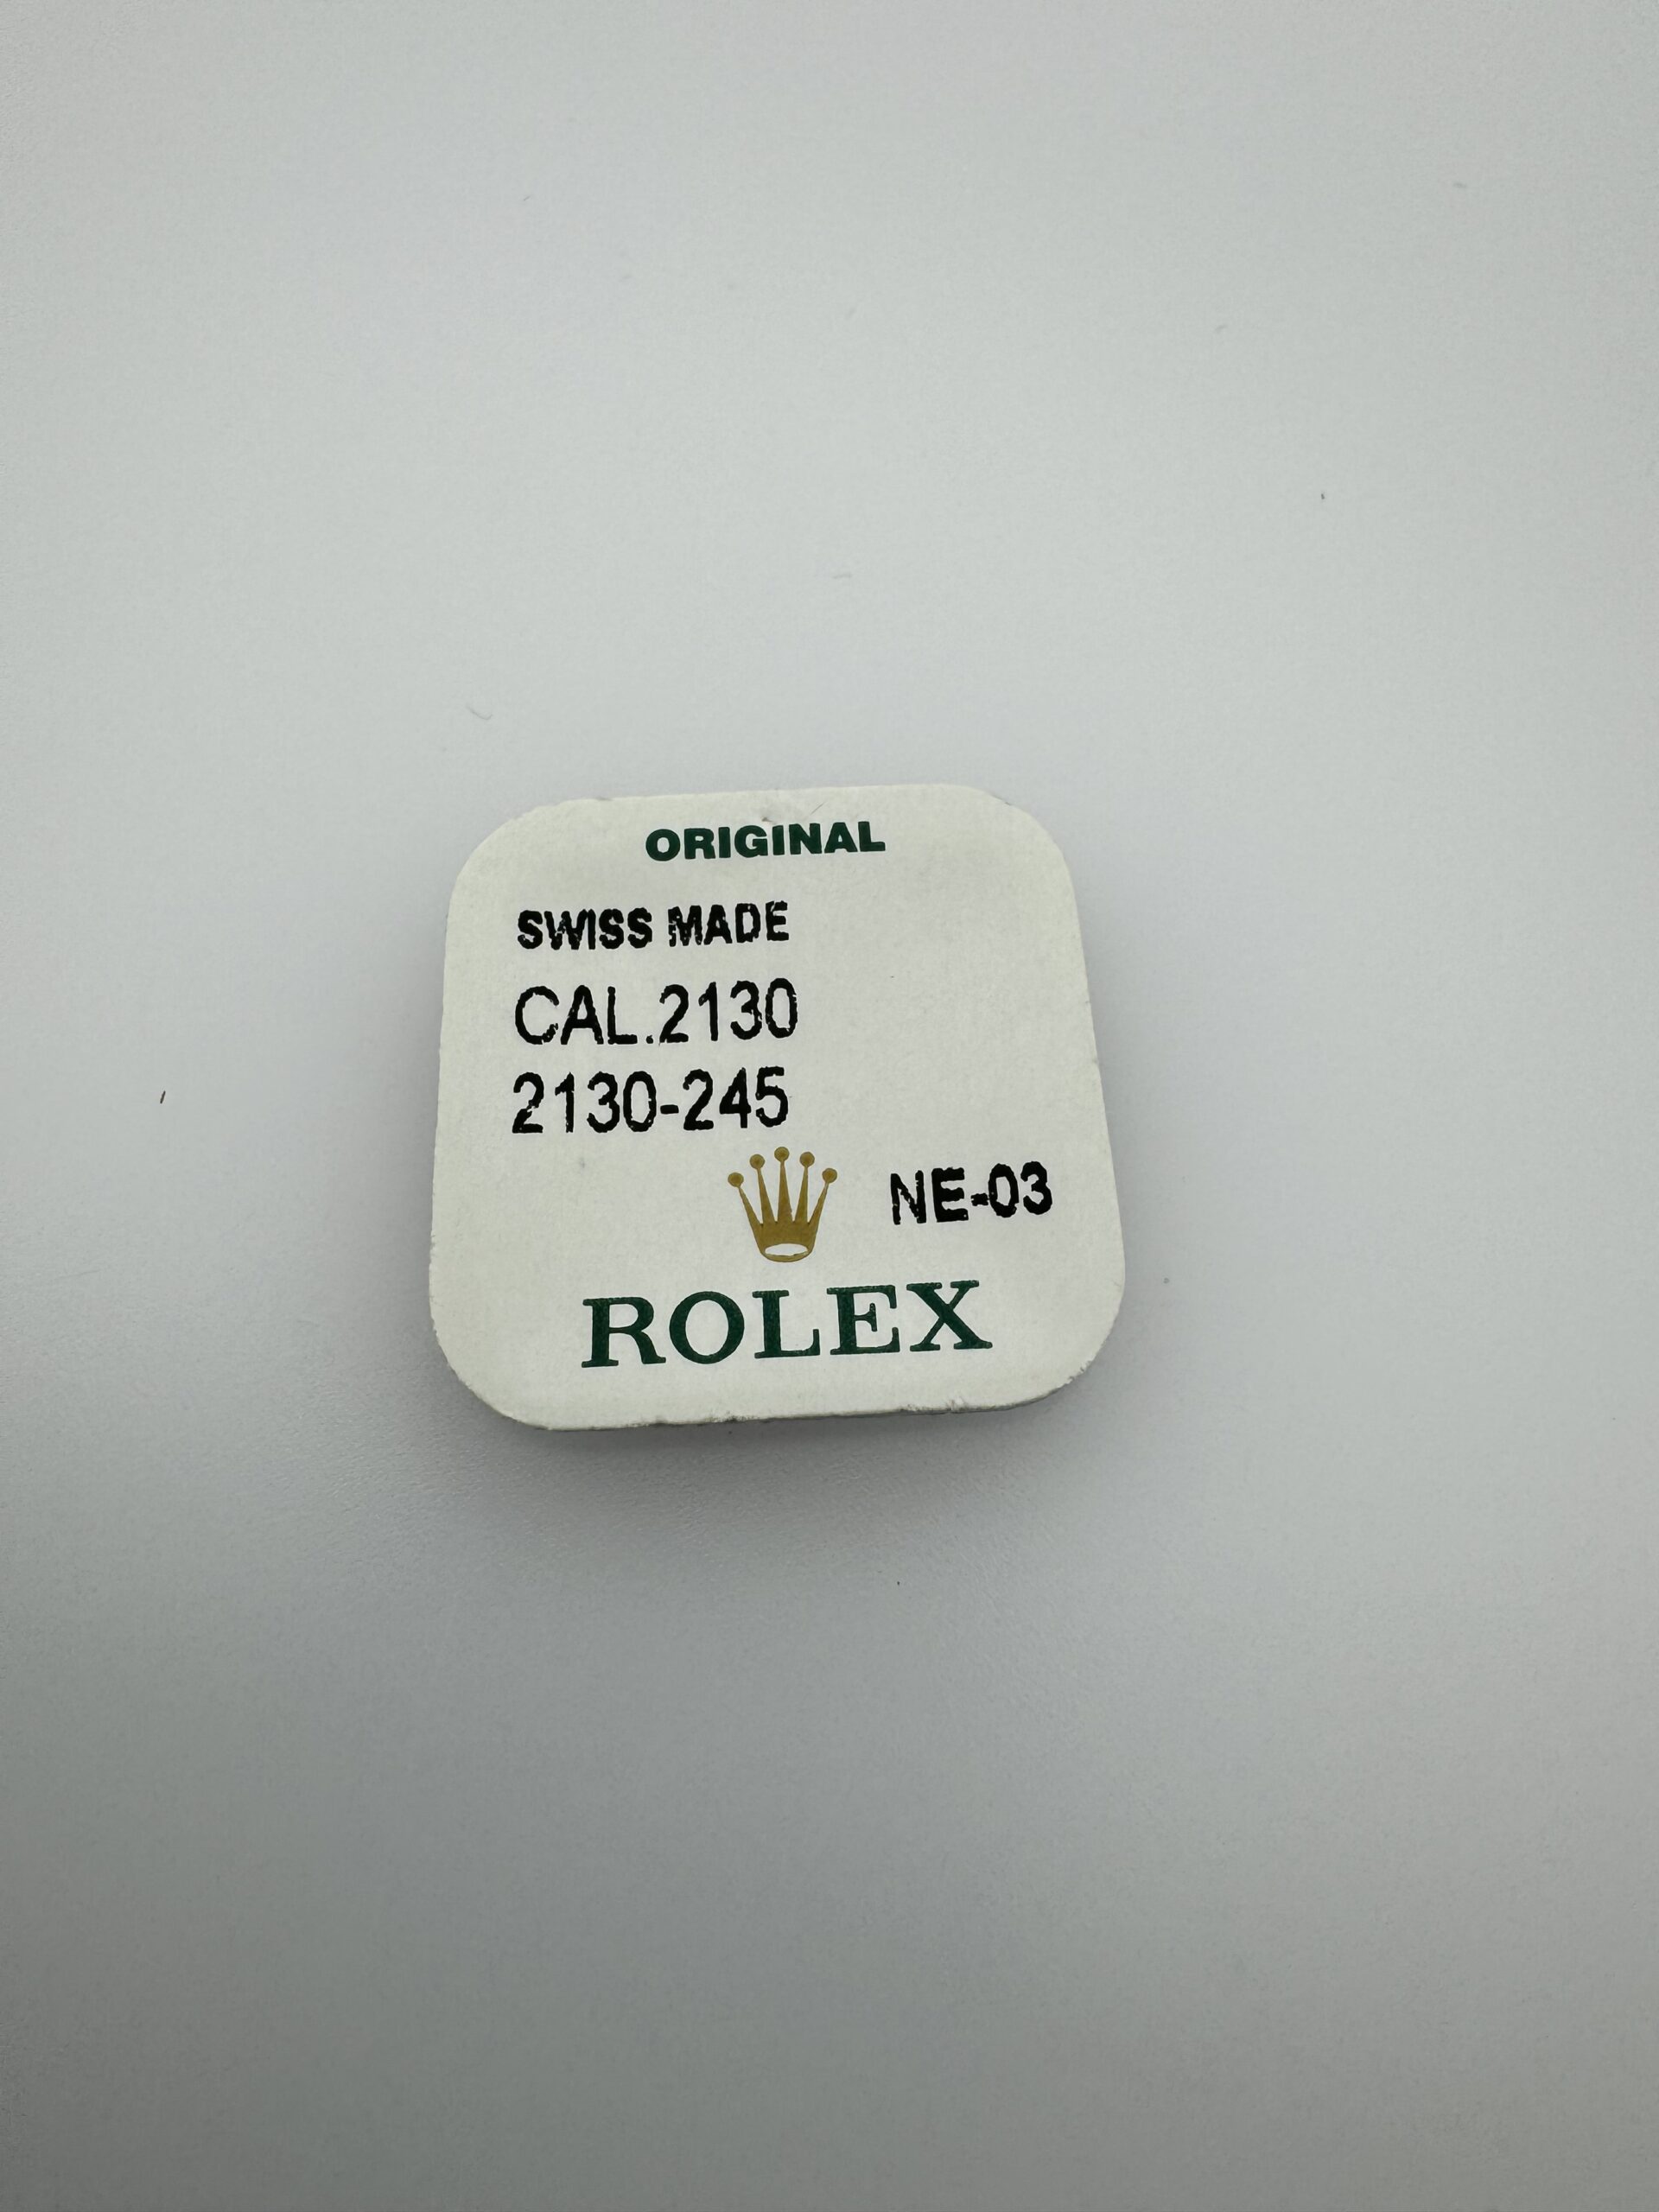 ORIGINAL
SWISS MADE
CAL.2130
2130-245
NE-03
ROLEX